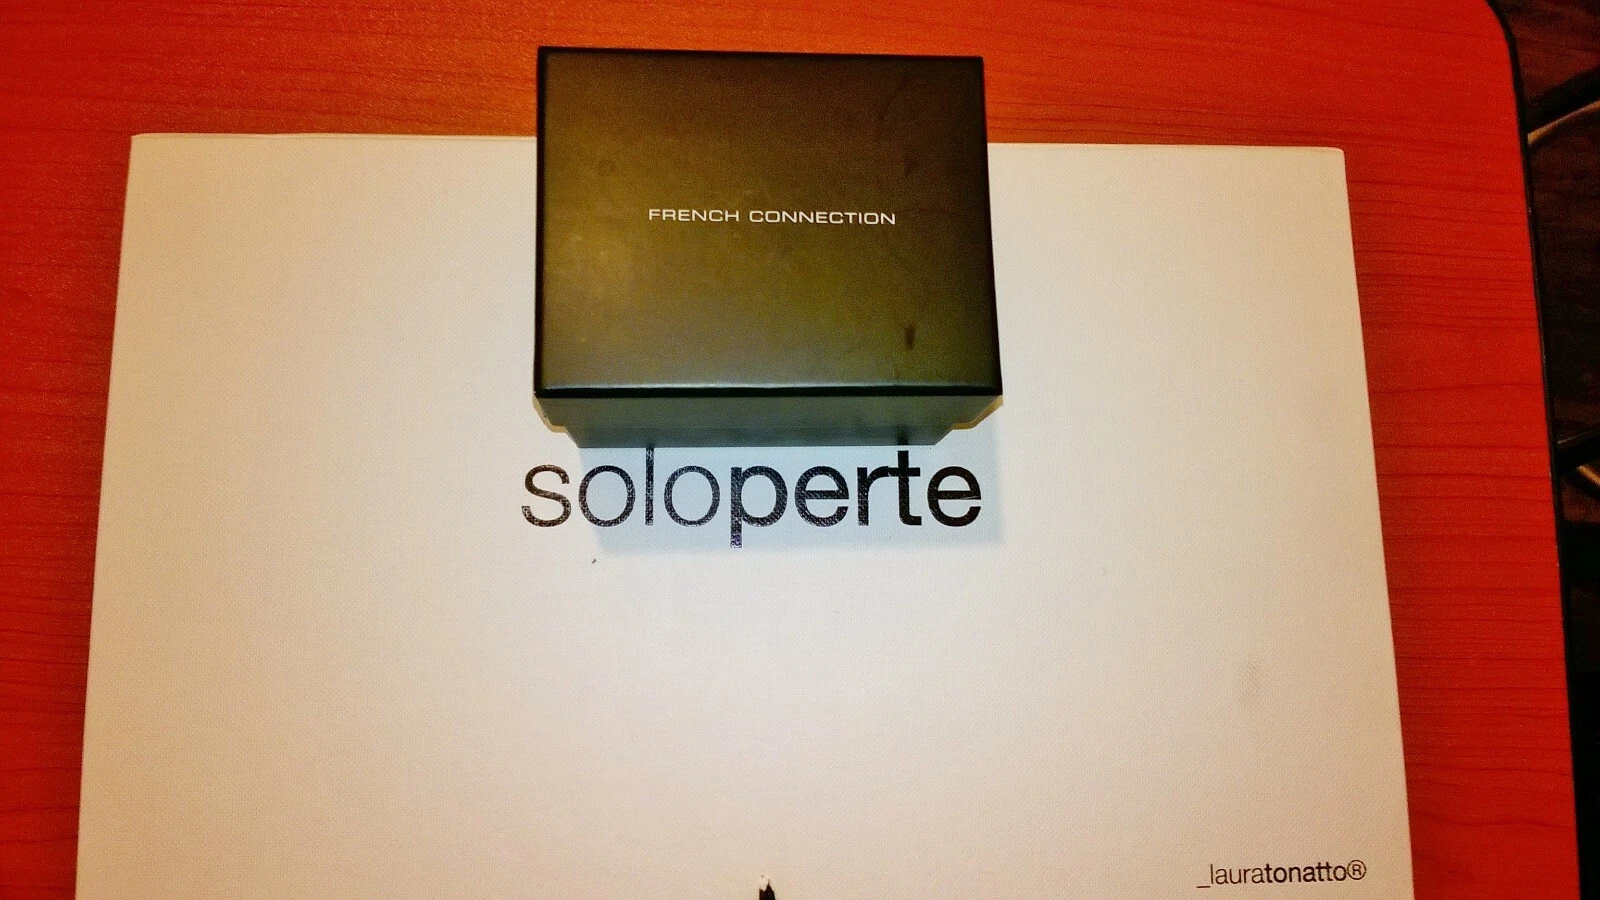 FRENCH CONNECTION
soloperte
_lauratonatto®